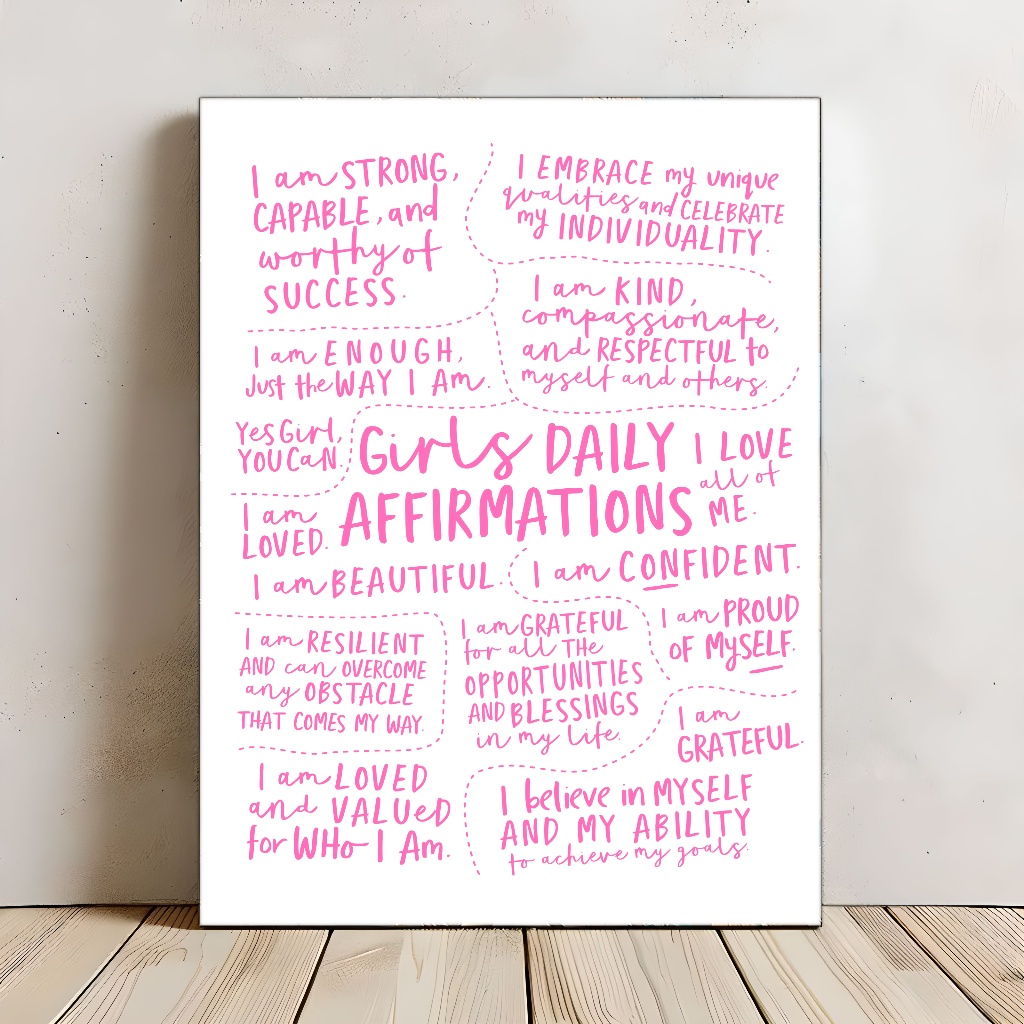 I am STRONG,
CAPABLE, and
worthy of
SUCCESS.
I EMBRACE my unique
qualities and CELEBRATE
my INDIVIDUALITY.
I am ENOUGH,
Just the WAY I Am.
I am KIND,
compassionate,
and RESPECTFUL to
myself and others.
Yes Girl,
YOU CaN.
Girls DAILY
AFFIRMATIONS
I LOVE
all of
ME.
I am
LOVED.
I am BEAUTIFUL.
I am CONFIDENT.
I am RESILIENT
AND can OVERCOME
any OBSTACLE
THAT COMES MY WAY.
I am GRATEFUL
for all THe
OPPORTUNITIES
AND BLESSINGS
in my life.
I am PROUD
OF MySELF.
I am
GRATEFUL.
I am LOVED
and VALUeD
for WHo I Am.
I believe in MYSELF
AND MY ABILITY
to achieve my goals.